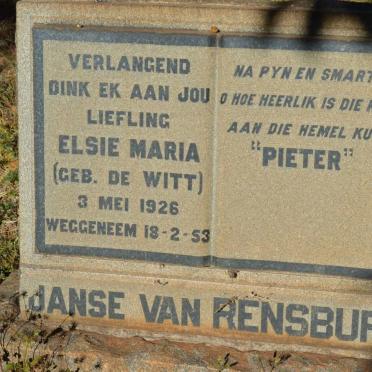 VERLANGEND
DINK EK AAN JOU
LIEFLING
ELSIE MARIA
(GEB. DE WITT)
3 MEI 1926
WEGGENEEM 18-2-53
NA PYN EN SMART
O HOE HEERLIK IS DIE
AAN DIE HEMEL
"PIETER"
JANSE VAN RENSBUR